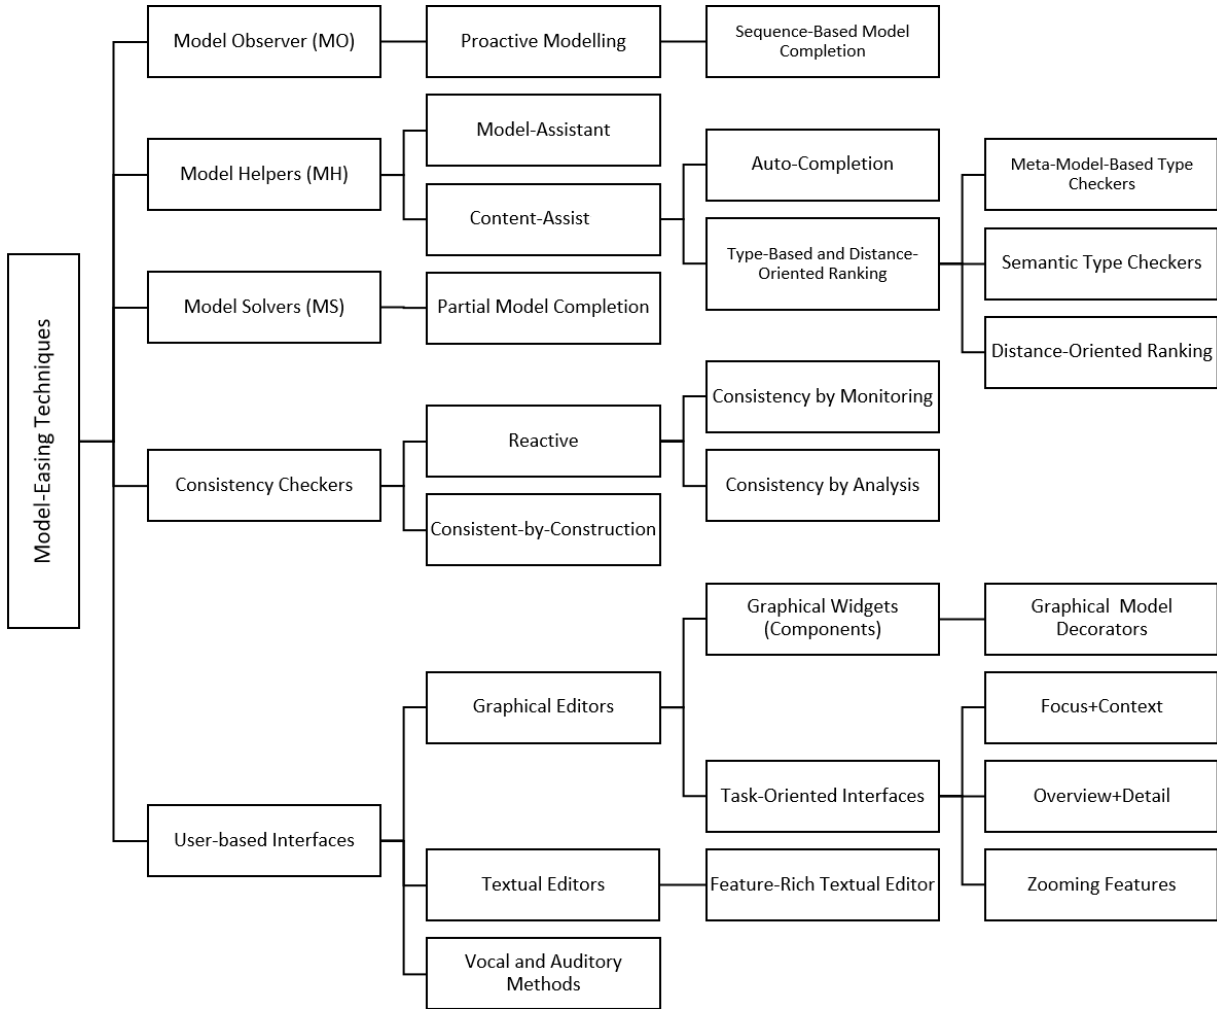 Model-Easing Techniques
Model Observer (MO)
Proactive Modelling
Sequence-Based Model
Completion
Model Helpers (MH)
Model-Assistant
Content-Assist
Auto-Completion
Type-Based and Distance-
Oriented Ranking
Meta-Model-Based Type
Checkers
Semantic Type Checkers
Distance-Oriented Ranking
Model Solvers (MS)
Partial Model Completion
Consistency Checkers
Reactive
Consistency by Monitoring
Consistency by Analysis
Consistent-by-Construction
User-based Interfaces
Graphical Editors
Graphical Widgets
(Components)
Graphical Model
Decorators
Task-Oriented Interfaces
Focus+Context
Overview+Detail
Zooming Features
Textual Editors
Feature-Rich Textual Editor
Vocal and Auditory
Methods